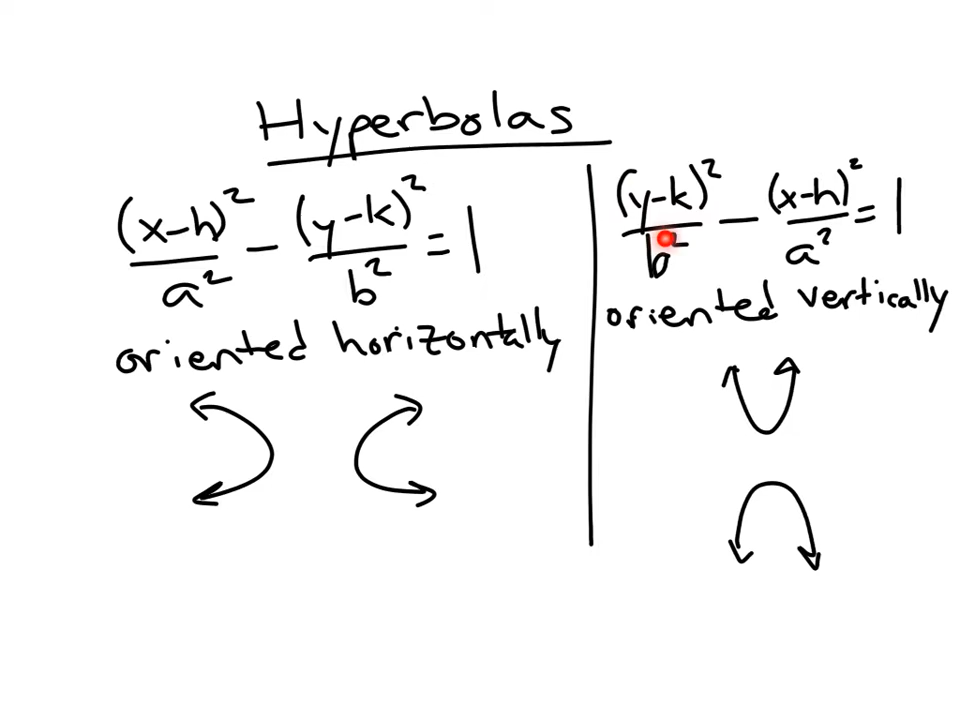 Hyperbolas
(x-h)²/a² - (y-k)²/b² = 1
oriented horizontally
(y-k)²/b² - (x-h)²/a² = 1
oriented vertically